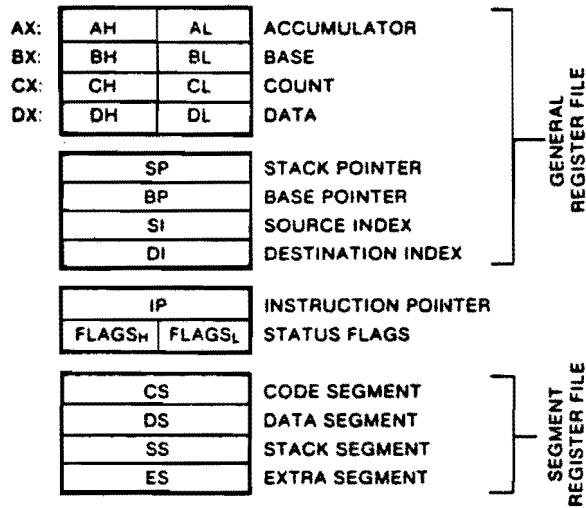 AX: AH AL ACCUMULATOR
BX: BH BL BASE
CX: CH CL COUNT
DX: DH DL DATA
SP STACK POINTER
BP BASE POINTER
SI SOURCE INDEX
DI DESTINATION INDEX
GENERAL
REGISTER FILE
IP INSTRUCTION POINTER
FLAGSH FLAGSL STATUS FLAGS
CS CODE SEGMENT
DS DATA SEGMENT
SS STACK SEGMENT
ES EXTRA SEGMENT
SEGMENT
REGISTER FILE